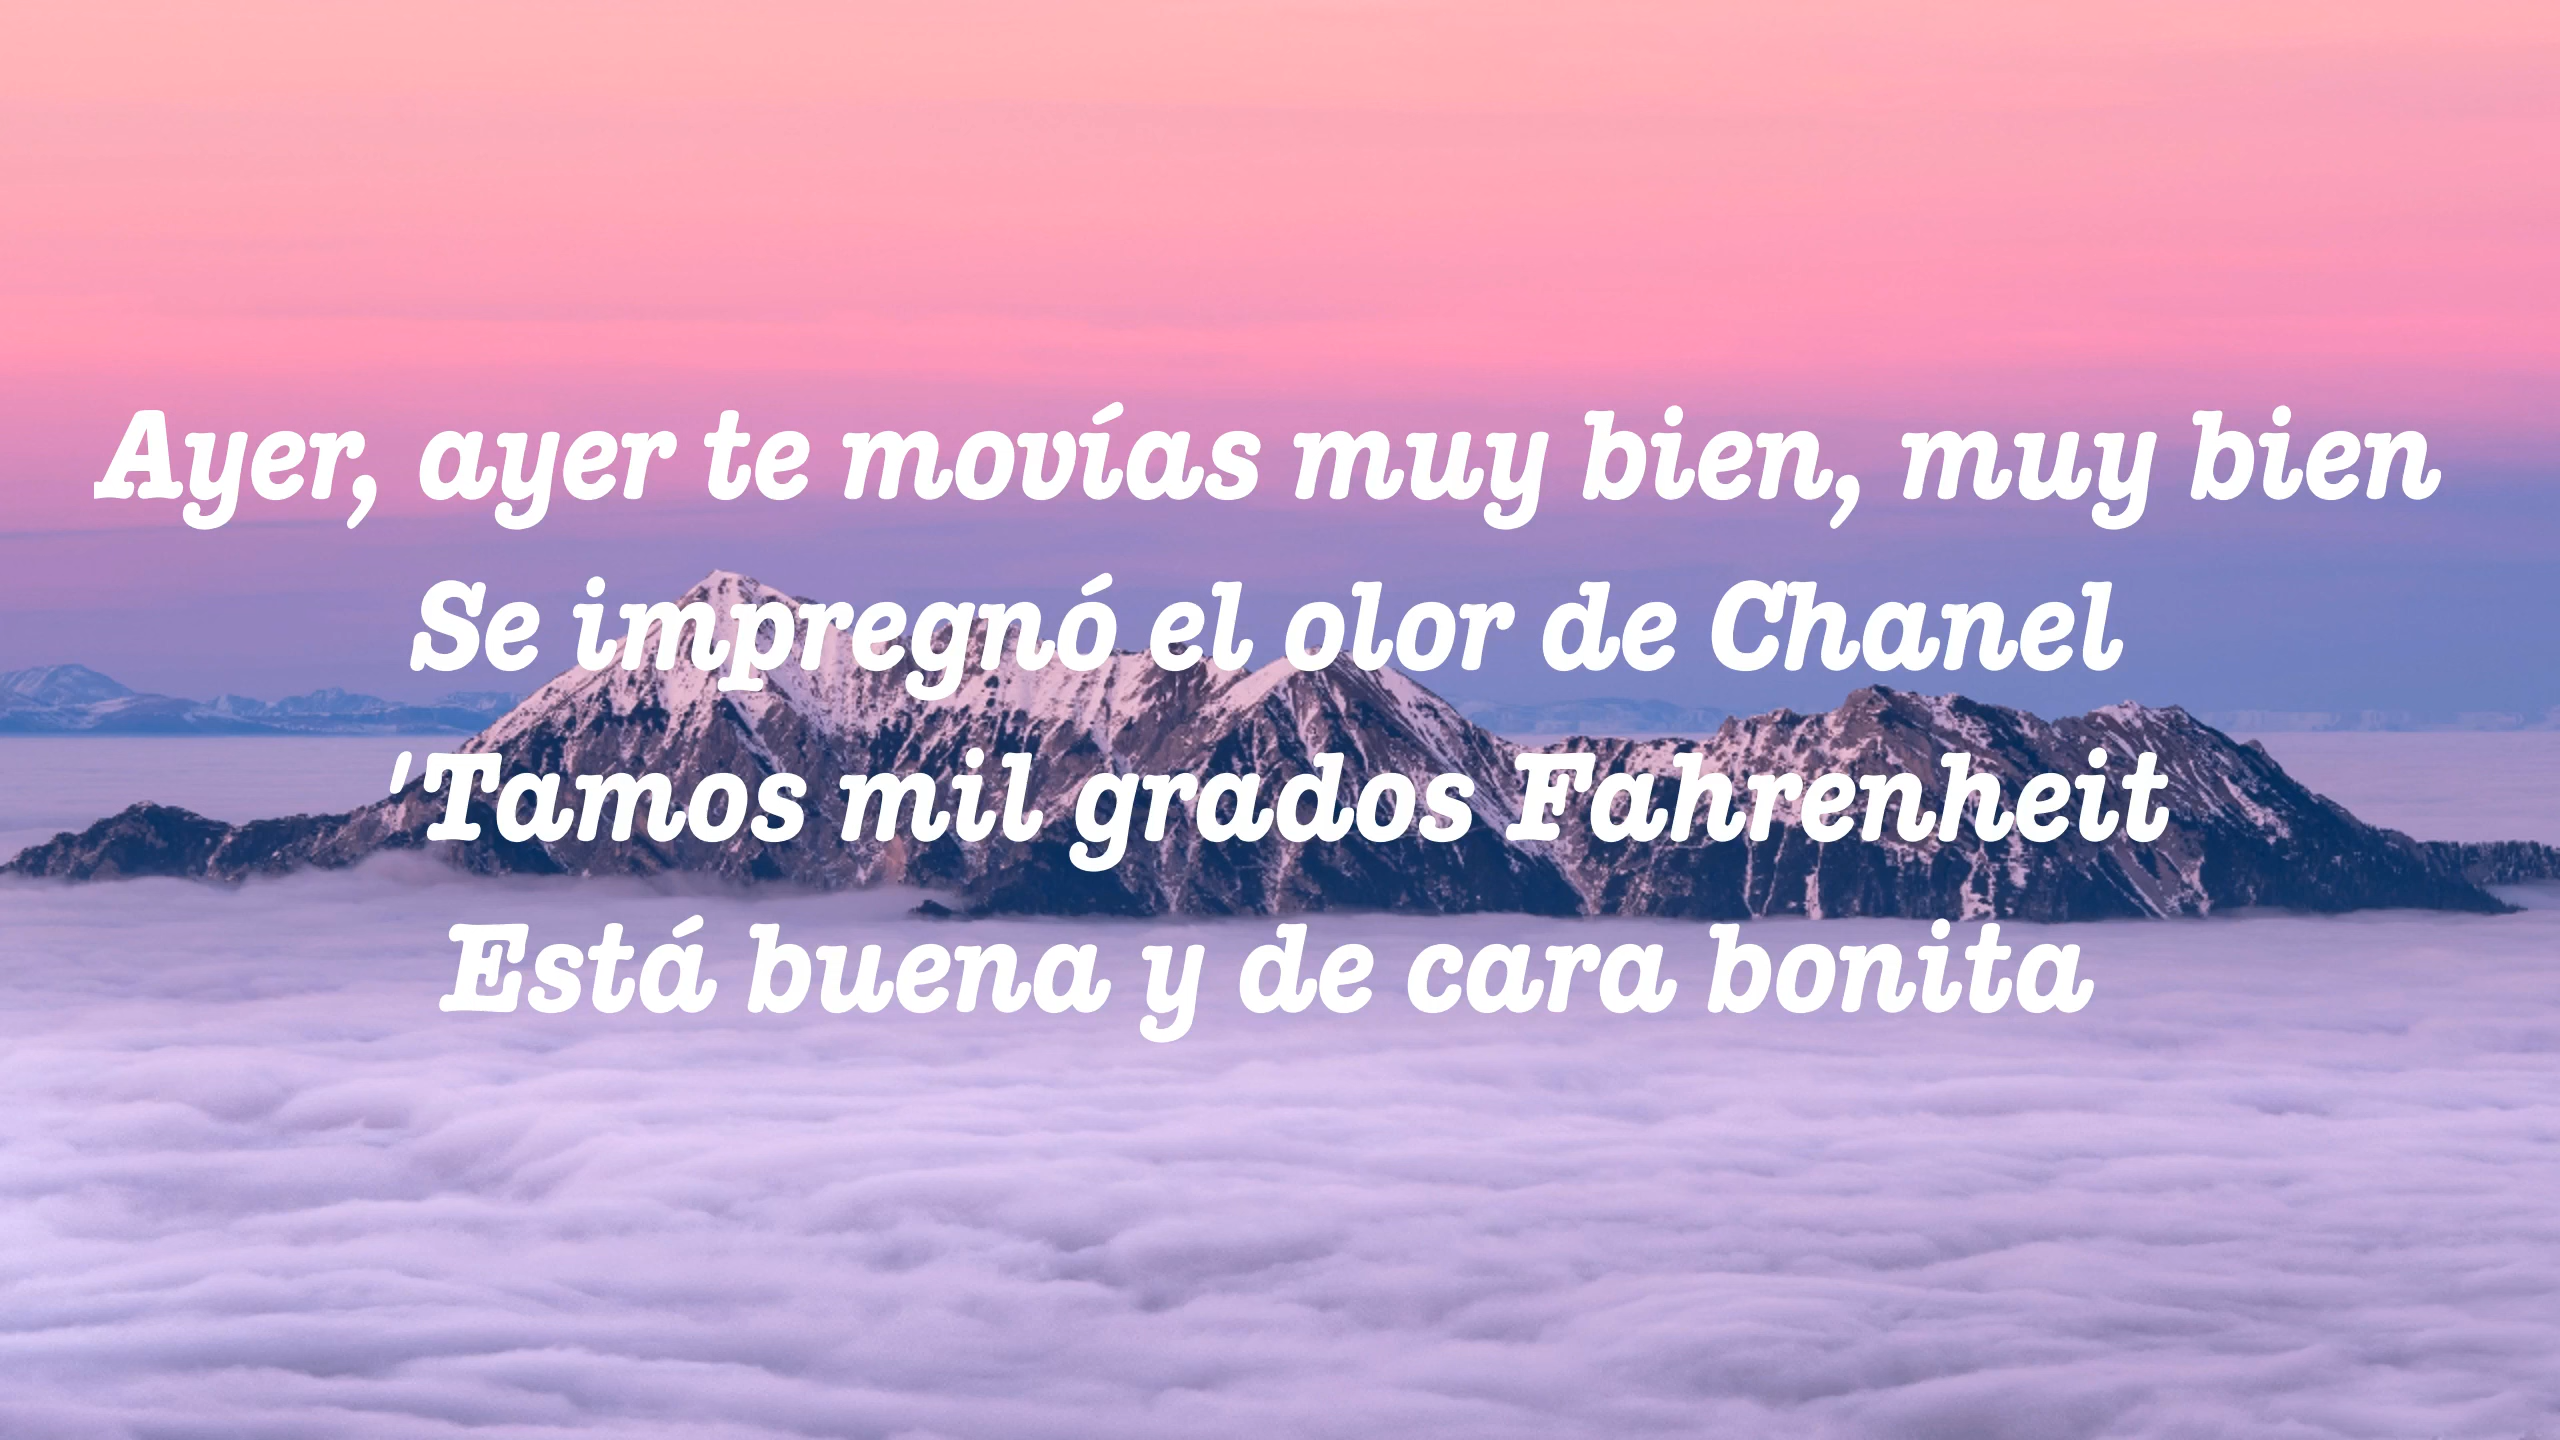 Ayer, ayer te movías muy bien, muy bien
Se impregnó el olor de Chanel
'Tamos mil grados Fahrenheit
Está buena y de cara bonita